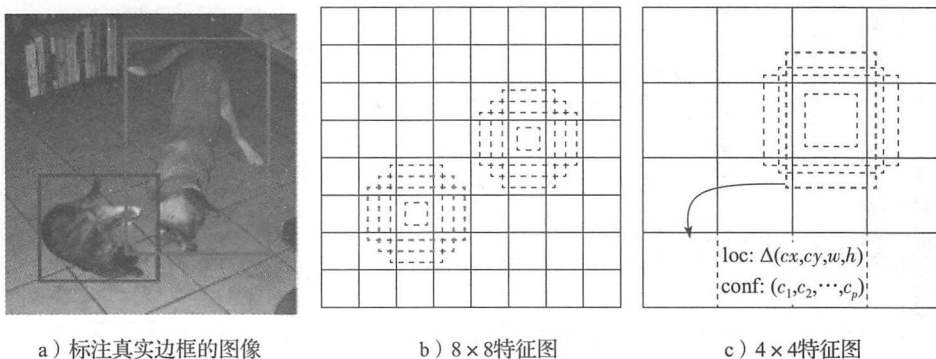 loc: Δ(cx,cy,w,h)
conf: (c₁,c₂,⋯,cₚ)
a）标注真实边框的图像
b）8×8特征图
c）4×4特征图